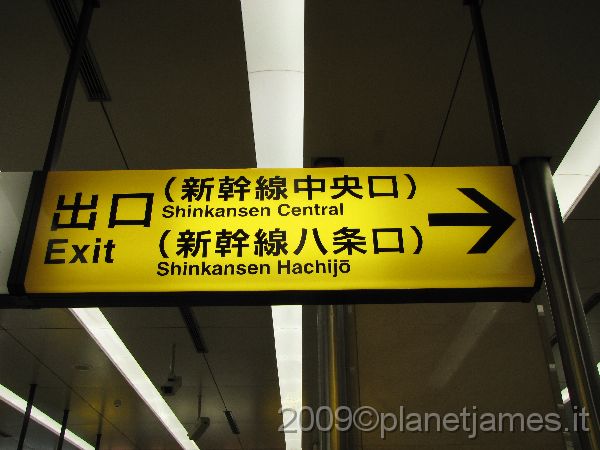 出口
Exit
(新幹線中央口)
Shinkansen Central
(新幹線八条口)
Shinkansen Hachijō
2009©planetjames.it